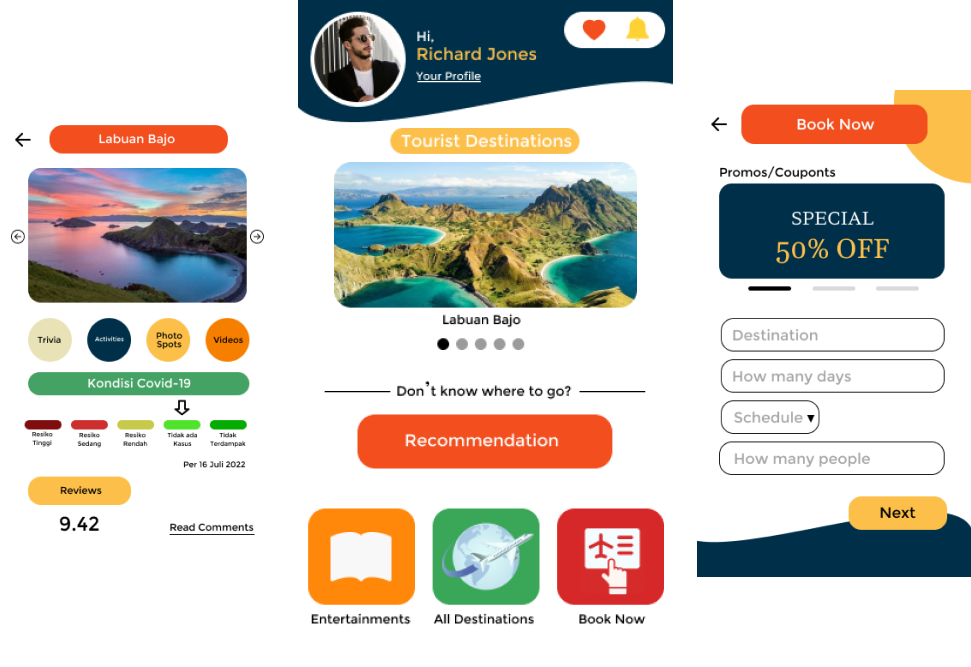 Labuan Bajo
Trivia
Activities
Photo
Spots
Videos
Kondisi Covid-19
Resiko
Tinggi
Resiko
Sedang
Resiko
Rendah
Tidak ada
Kasus
Tidak
Terdampak
Per 16 Juli 2022
Reviews
9.42
Read Comments
Hi,
Richard Jones
Your Profile
Tourist Destinations
Labuan Bajo
Don't know where to go?
Recommendation
Entertainments
All Destinations
Book Now
Book Now
Promos/Couponts
SPECIAL
50% OFF
Destination
How many days
Schedule
How many people
Next